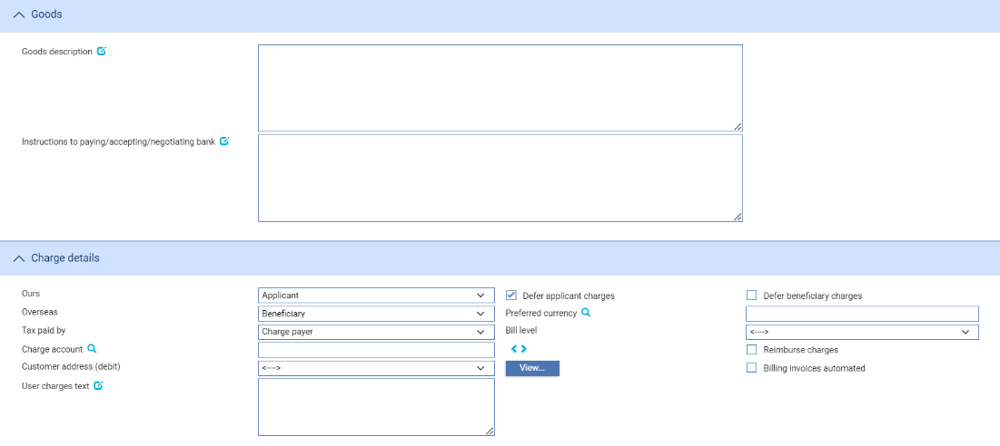 Goods
Goods description
Instructions to paying/accepting/negotiating bank
Charge details
Ours Applicant Defer applicant charges Defer beneficiary charges
Overseas Beneficiary Preferred currency
Tax paid by Charge payer Bill level <---->
Charge account Reimburse charges
Customer address (debit) <----> View... Billing invoices automated
User charges text